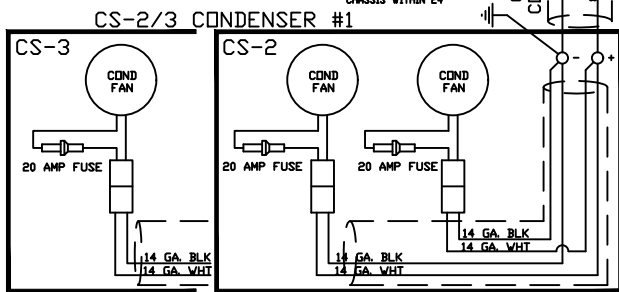 CHASSIS WITHIN 24"
CS-2/3 CONDENSER #1
CS-3
COND
FAN
20 AMP FUSE
14 GA. BLK
14 GA. WHT
CS-2
COND
FAN
20 AMP FUSE
14 GA. BLK
14 GA. WHT
COND
FAN
20 AMP FUSE
14 GA. BLK
14 GA. WHT
- +